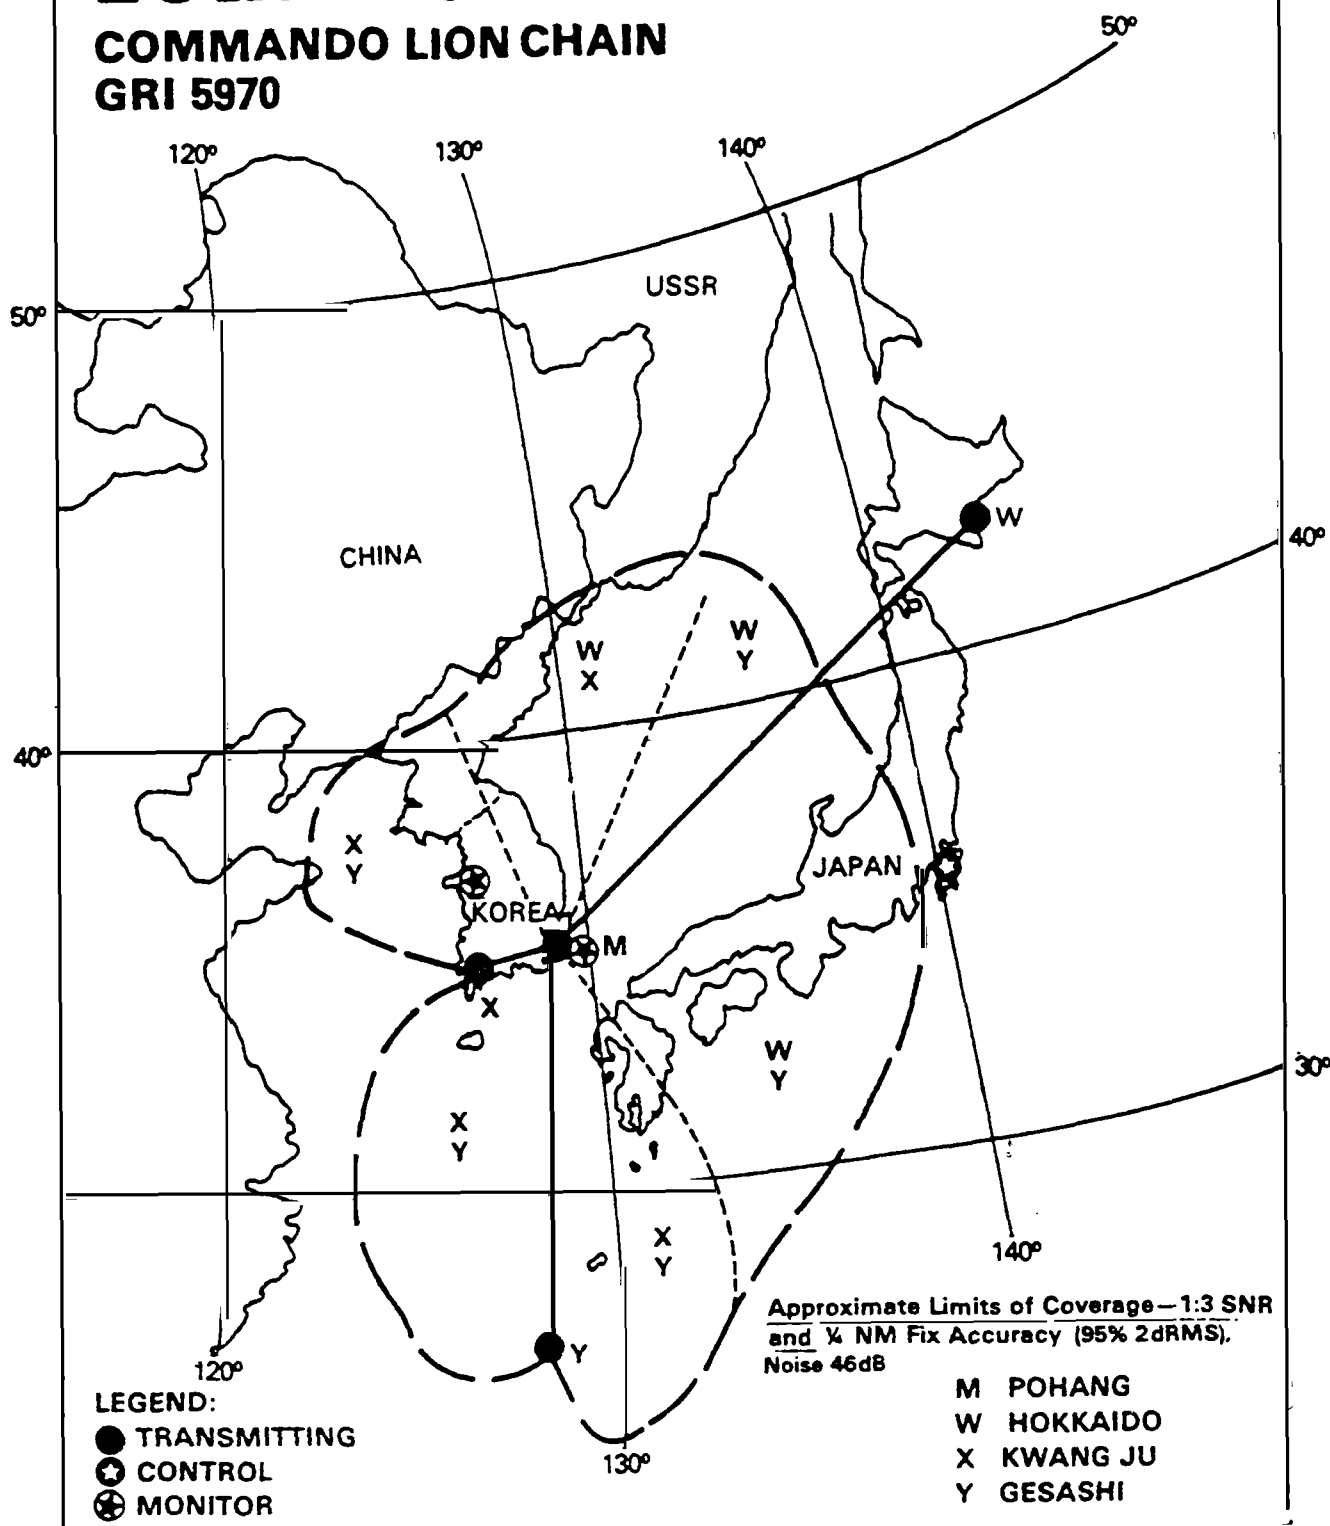 COMMANDO LION CHAIN
GRI 5970
50°
120°
130°
140°
USSR
50°
W
40°
CHINA
W
X
W
Y
40°
X
Y
JAPAN
KOREA
M
X
W
Y
30°
X
Y
X
Y
140°
Approximate Limits of Coverage—1:3 SNR
and ¼ NM Fix Accuracy (95% 2dRMS),
Noise 46dB
Y
120°
130°
LEGEND:
TRANSMITTING
CONTROL
MONITOR
M POHANG
W HOKKAIDO
X KWANG JU
Y GESASHI